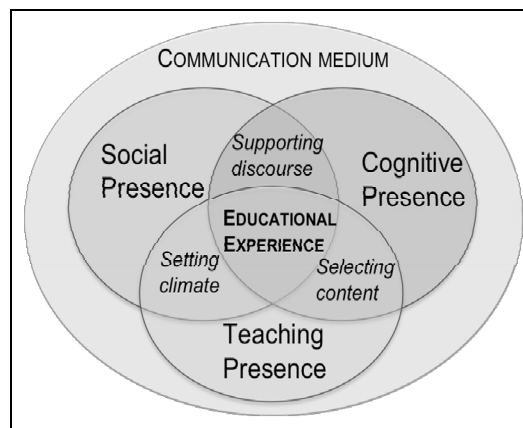 COMMUNICATION MEDIUM
Social
Presence
Supporting
discourse
Cognitive
Presence
EDUCATIONAL
EXPERIENCE
Setting
climate
Selecting
content
Teaching
Presence